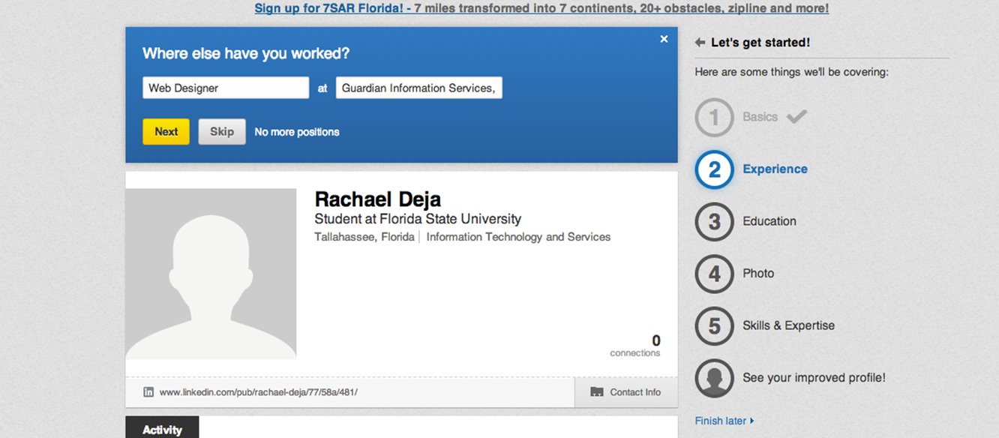 Sign up for 7SAR Florida! - 7 miles transformed into 7 continents, 20+ obstacles, zipline and more!
Where else have you worked?
Web Designer at Guardian Information Services,
Next Skip No more positions
Rachael Deja
Student at Florida State University
Tallahassee, Florida | Information Technology and Services
0
connections
in www.linkedin.com/pub/rachael-deja/77/58a/481/
Contact Info
Activity
Let's get started!
Here are some things we'll be covering:
1 Basics
2 Experience
3 Education
4 Photo
5 Skills & Expertise
See your improved profile!
Finish later